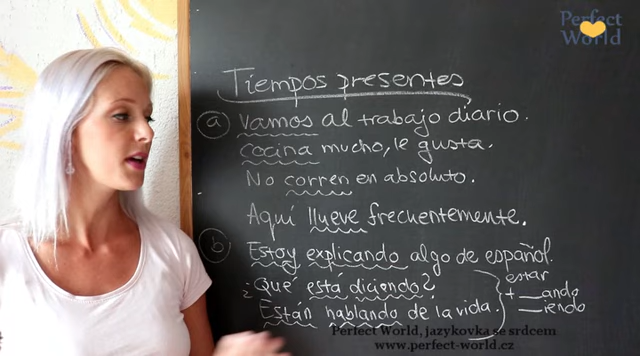 Perfect
World
Tiempos presentes
a vamos al trabajo diario.
cocina mucho, le gusta.
No corren en absoluto.
Aquí llueve frecuentemente.
b Estoy explicando algo de español.
¿Qué está diciendo?
Están hablando de la vida.
estar
+ __ando
__iendo
Perfect World, jazykovka se srdcem
www.perfect-world.cz